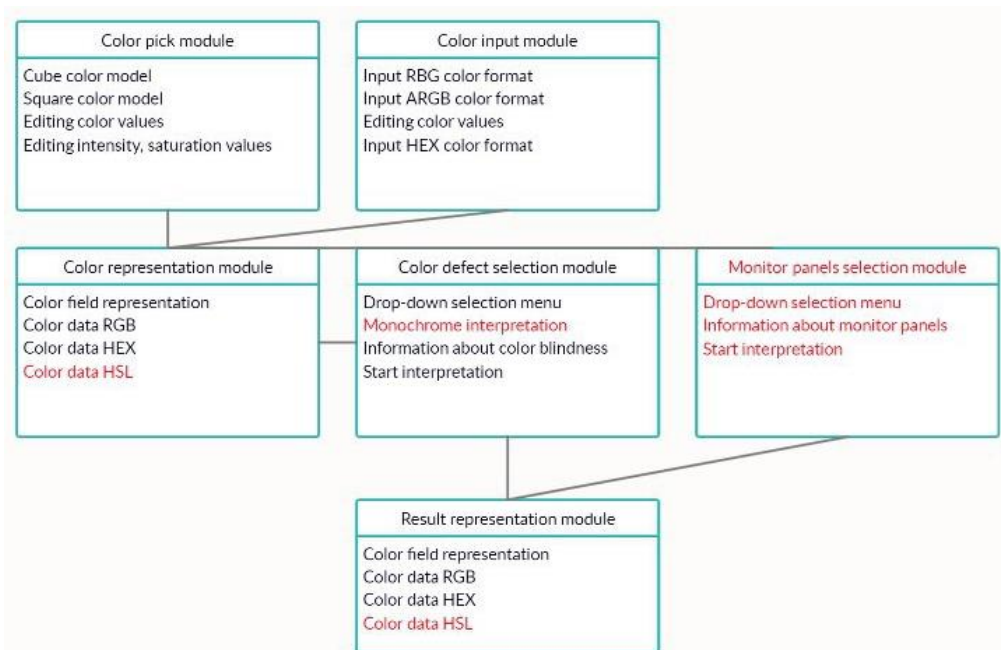 Color pick module
Cube color model
Square color model
Editing color values
Editing intensity, saturation values
Color input module
Input RBG color format
Input ARGB color format
Editing color values
Input HEX color format
Color representation module
Color field representation
Color data RGB
Color data HEX
Color data HSL
Color defect selection module
Drop-down selection menu
Monochrome interpretation
Information about color blindness
Start interpretation
Monitor panels selection module
Drop-down selection menu
Information about monitor panels
Start interpretation
Result representation module
Color field representation
Color data RGB
Color data HEX
Color data HSL